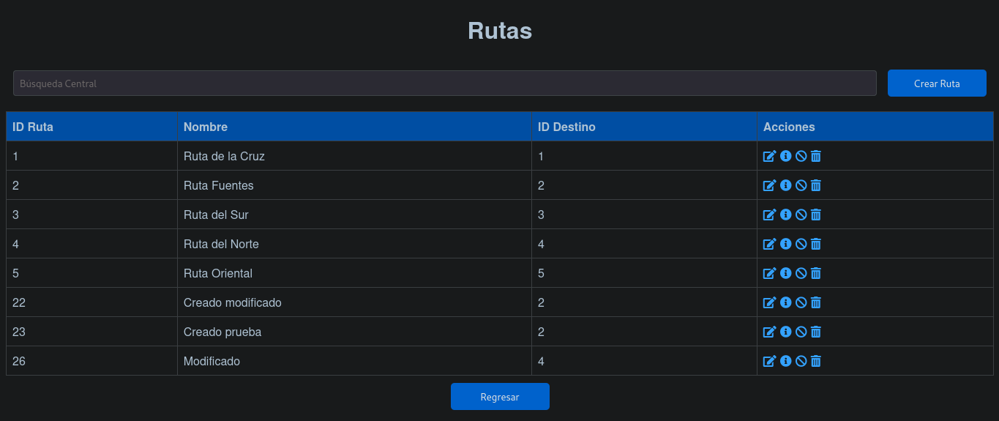 Rutas
Búsqueda Central Crear Ruta
ID Ruta Nombre ID Destino Acciones
1 Ruta de la Cruz 1
2 Ruta Fuentes 2
3 Ruta del Sur 3
4 Ruta del Norte 4
5 Ruta Oriental 5
22 Creado modificado 2
23 Creado prueba 2
26 Modificado 4
Regresar